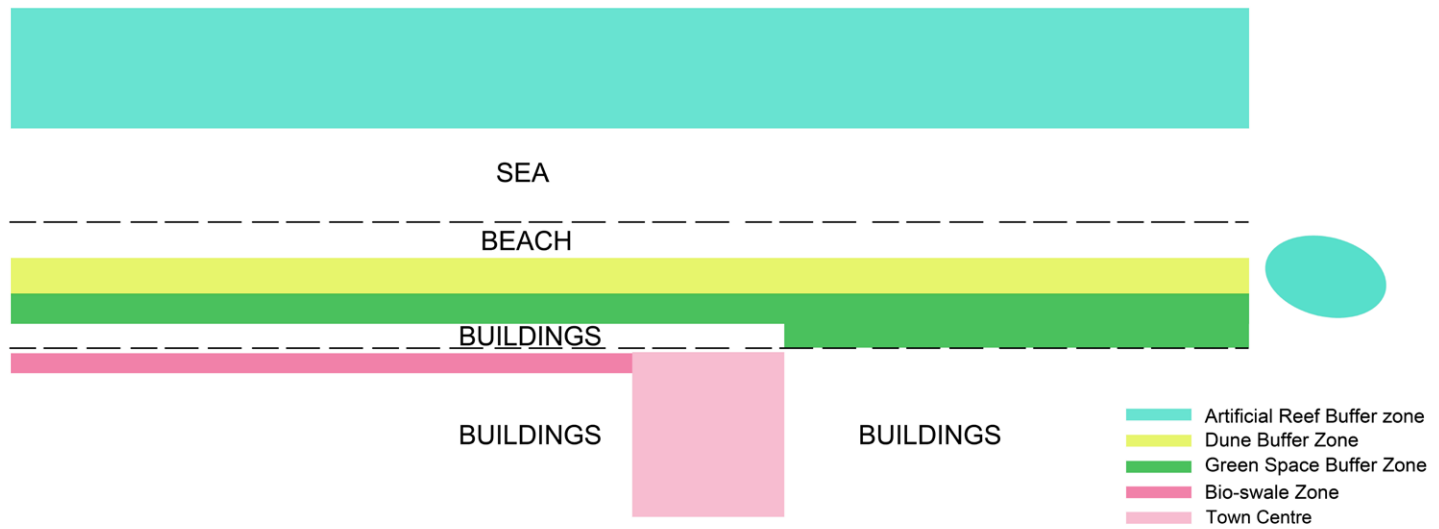 SEA
BEACH
BUILDINGS
BUILDINGS
BUILDINGS
Artificial Reef Buffer zone
Dune Buffer Zone
Green Space Buffer Zone
Bio-swale Zone
Town Centre